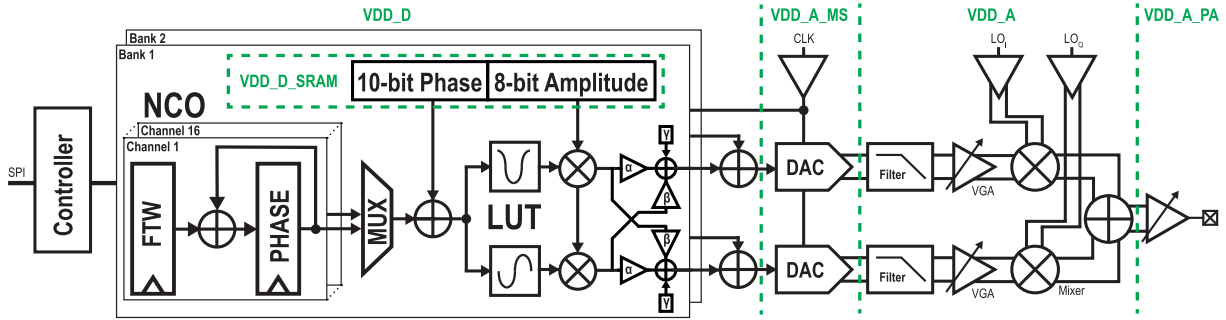 VDD_D
VDD_A_MS
VDD_A
VDD_A_PA
Bank 2
Bank 1
VDD_D_SRAM
10-bit Phase
8-bit Amplitude
CLK
LOI
LOQ
NCO
Channel 16
Channel 1
SPI
Controller
FTW
PHASE
MUX
LUT
α
β
γ
α
β
γ
DAC
Filter
VGA
DAC
Filter
VGA
Mixer